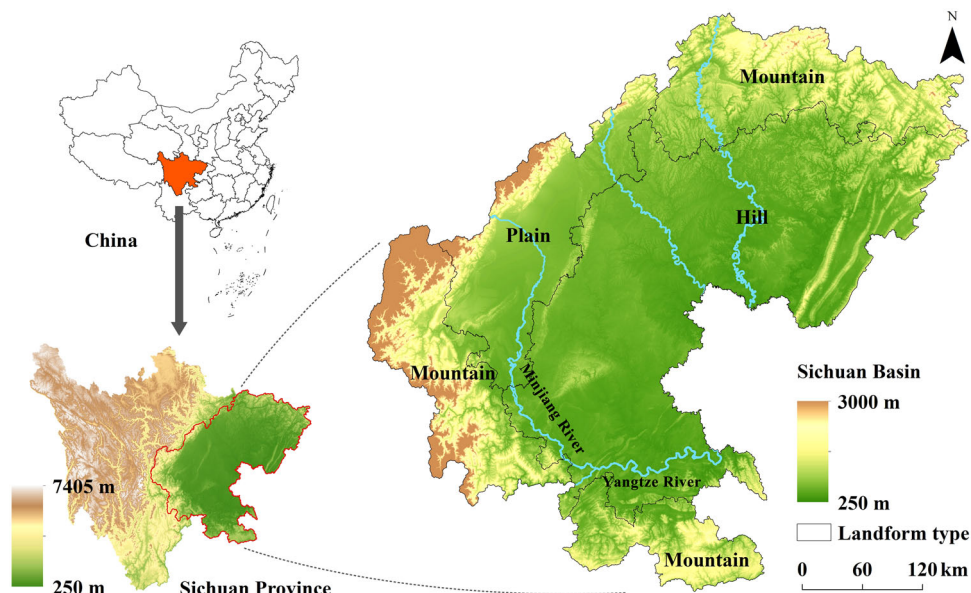 N
Mountain
Hill
Plain
China
Mountain
Minjiang River
Yangtze River
Mountain
7405 m
250 m
Sichuan Province
Sichuan Basin
3000 m
250 m
Landform type
0 60 120 km